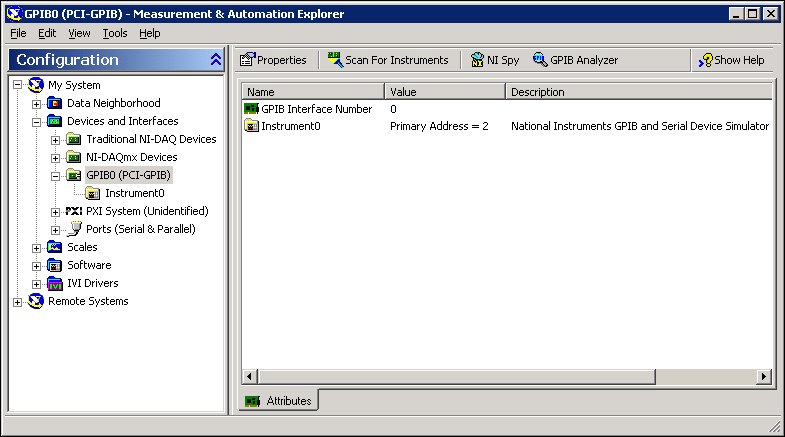 GPIB0 (PCI-GPIB) - Measurement & Automation Explorer
File Edit View Tools Help
Configuration
Properties Scan For Instruments NI Spy GPIB Analyzer Show Help
My System
Data Neighborhood
Devices and Interfaces
Traditional NI-DAQ Devices
NI-DAQmx Devices
GPIB0 (PCI-GPIB)
Instrument0
PXI PXI System (Unidentified)
Ports (Serial & Parallel)
Scales
Software
IVI IVI Drivers
Remote Systems
Name Value Description
GPIB Interface Number 0
Instrument0 Primary Address = 2 National Instruments GPIB and Serial Device Simulator
Attributes